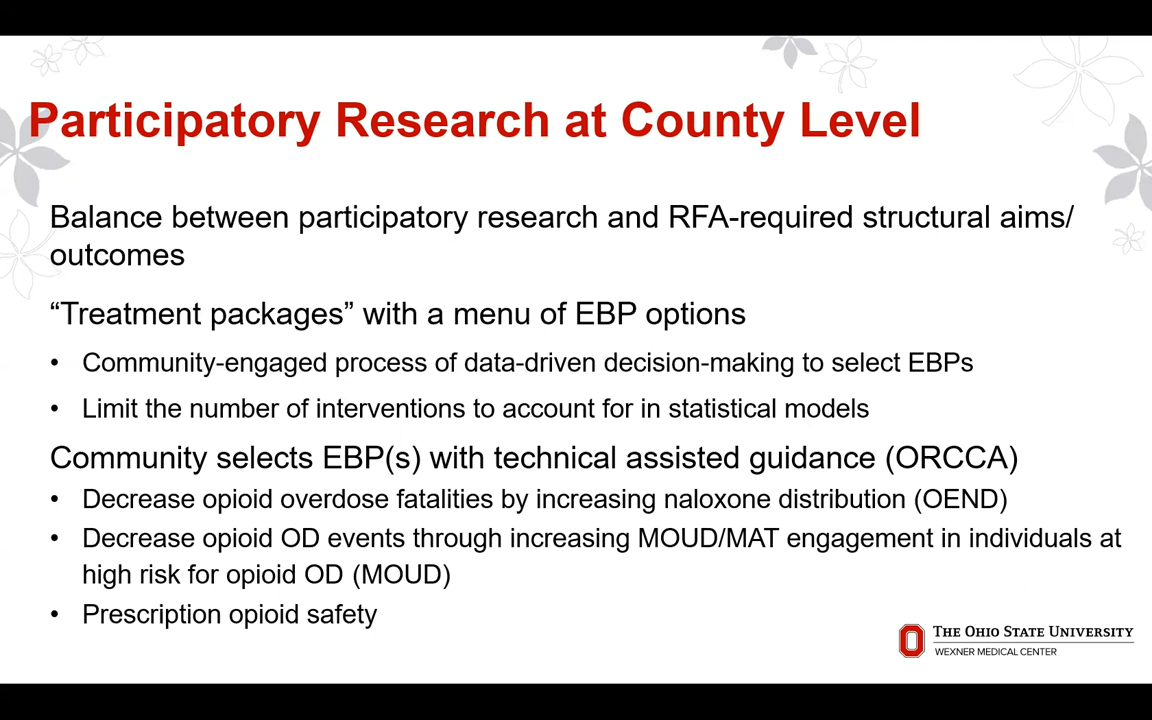 Participatory Research at County Level
Balance between participatory research and RFA-required structural aims/
outcomes
“Treatment packages” with a menu of EBP options
• Community-engaged process of data-driven decision-making to select EBPs
• Limit the number of interventions to account for in statistical models
Community selects EBP(s) with technical assisted guidance (ORCCA)
• Decrease opioid overdose fatalities by increasing naloxone distribution (OEND)
• Decrease opioid OD events through increasing MOUD/MAT engagement in individuals at
high risk for opioid OD (MOUD)
• Prescription opioid safety
THE OHIO STATE UNIVERSITY
WEXNER MEDICAL CENTER